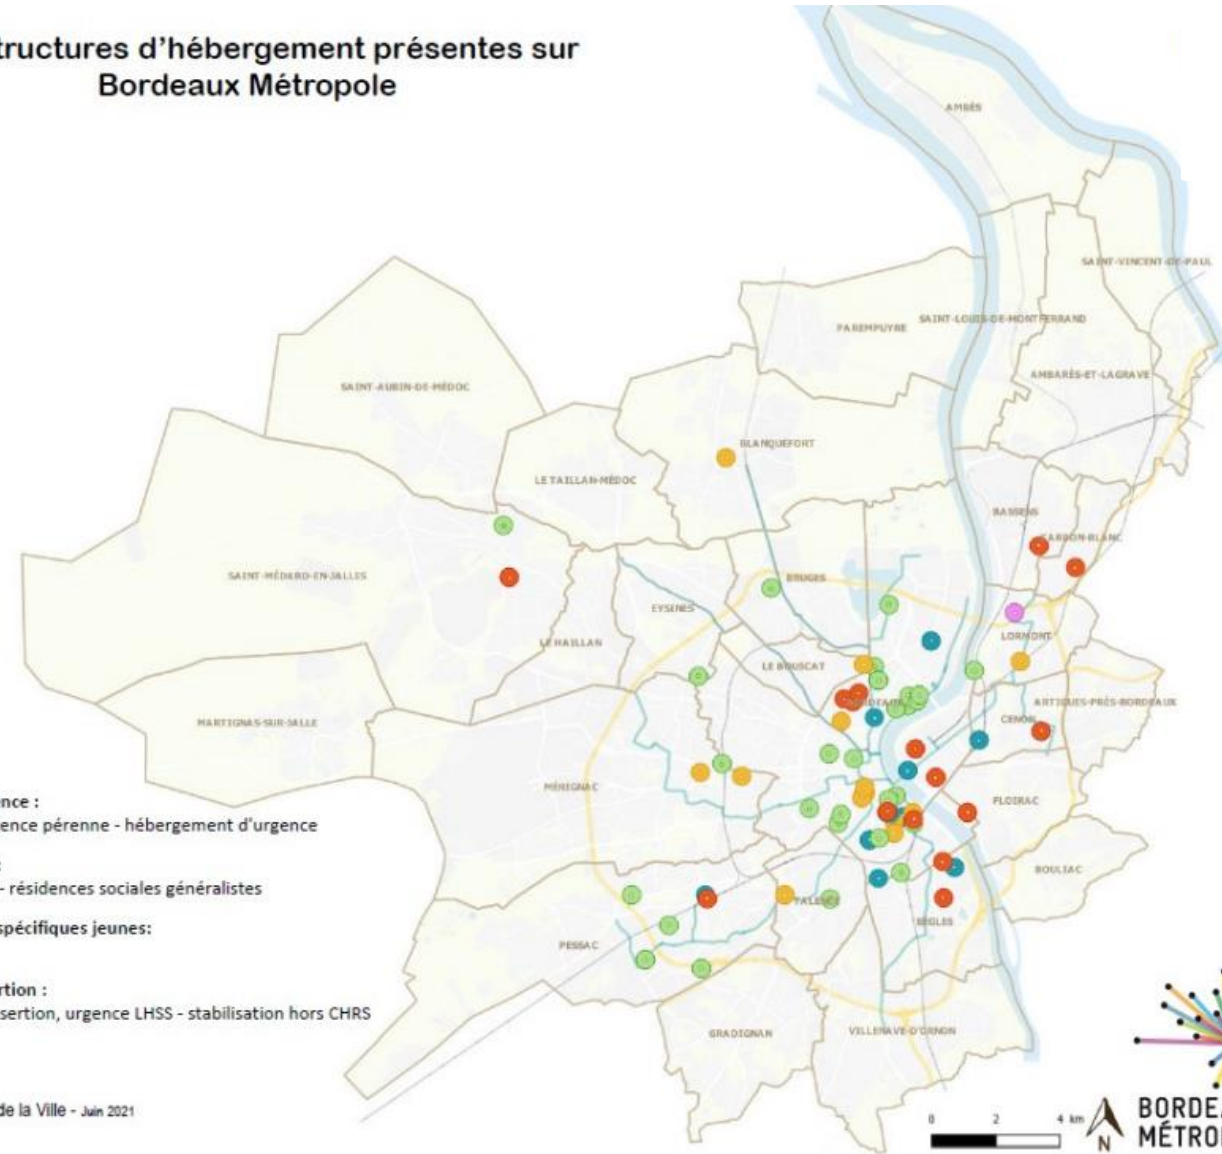 tructures d'hébergement présentes sur
Bordeaux Métropole
AMBÈS
SAINT-VINCENT-DE-PAUL
SAINT-LOUIS-DE-MONTFERRAND
PAREMPUYRE
AMBARÈS-ET-LAGRAVE
SAINT-AUBIN-DE-MÉDOC
BLANQUEFORT
LE TAILLAN-MÉDOC
BASSENS
CARBON-BLANC
SAINT-MÉDARD-EN-JALLES
BRUGES
EYSINES
LORMONT
LE HAILLAN
LE BOUSCAT
BORDEAUX
ARTIGUES-PRÈS-BORDEAUX
MARTIGNAS-SUR-JALLE
CENON
MÉRIGNAC
FLOIRAC
ence :
ence pérenne - hébergement d'urgence
BOULIAC
:
- résidences sociales généralistes
TALENCE
BÈGLES
spécifiques jeunes:
PESSAC
rtion :
sertion, urgence LHSS - stabilisation hors CHRS
GRADIGNAN
VILLENAVE-D'ORNON
de la Ville - Juin 2021
0 2 4 km
N
BORDEA
MÉTROP